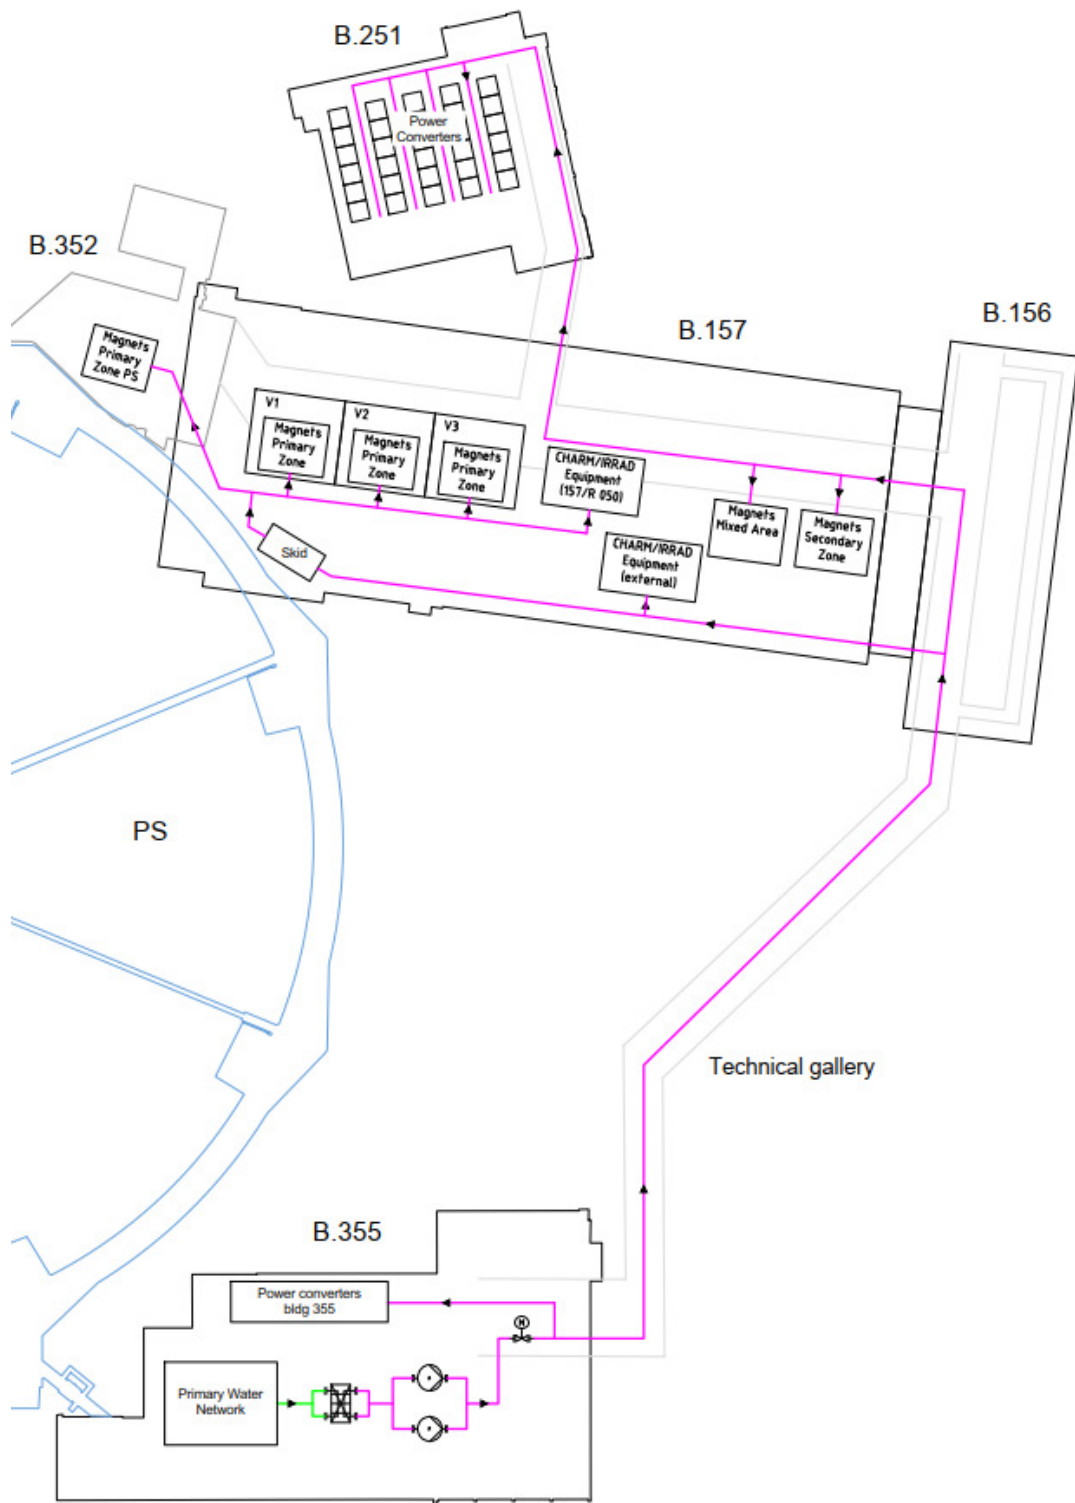 B.251
Power
Converters
B.352
B.157
B.156
Magnets
Primary
Zone PS
V1
Magnets
Primary
Zone
V2
Magnets
Primary
Zone
V3
Magnets
Primary
Zone
CHARM/IRRAD
Equipment
(157/R 050)
Magnets
Mixed Area
Magnets
Secondary
Zone
Skid
CHARM/IRRAD
Equipment
(external)
PS
Technical gallery
B.355
Power converters
bldg 355
M
Primary Water
Network